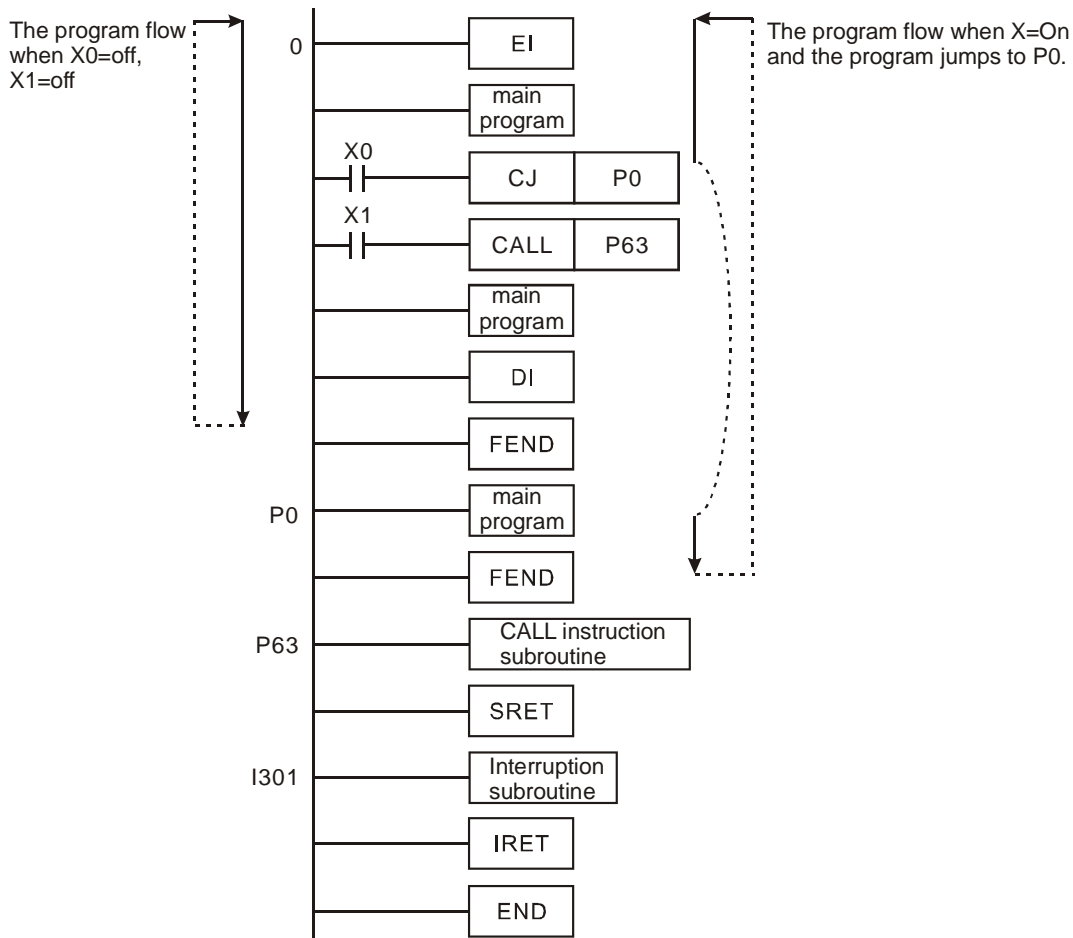 The program flow
when X0=off,
X1=off
The program flow when X=On
and the program jumps to P0.
0
EI
main
program
X0
CJ P0
X1
CALL P63
main
program
DI
FEND
P0
main
program
FEND
P63
CALL instruction
subroutine
SRET
I301
Interruption
subroutine
IRET
END